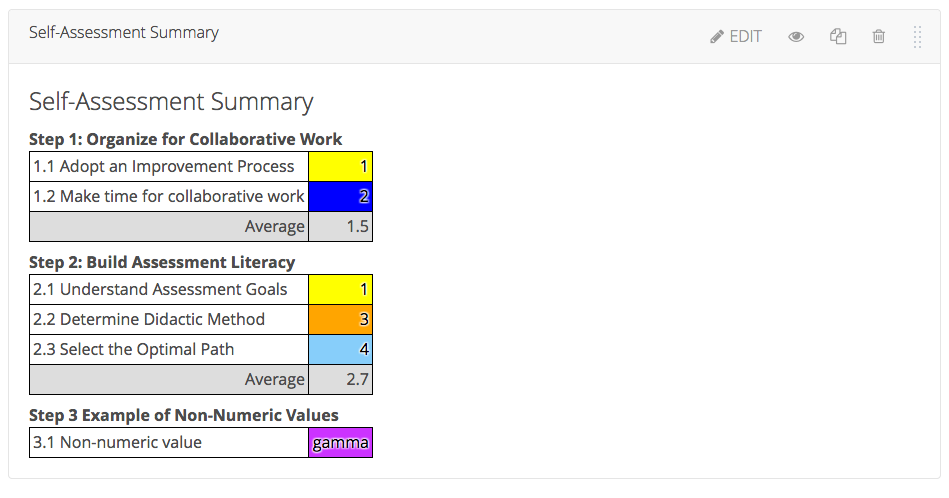 Self-Assessment Summary EDIT
Self-Assessment Summary
Step 1: Organize for Collaborative Work
1.1 Adopt an Improvement Process 1
1.2 Make time for collaborative work 2
Average 1.5
Step 2: Build Assessment Literacy
2.1 Understand Assessment Goals 1
2.2 Determine Didactic Method 3
2.3 Select the Optimal Path 4
Average 2.7
Step 3 Example of Non-Numeric Values
3.1 Non-numeric value gamma